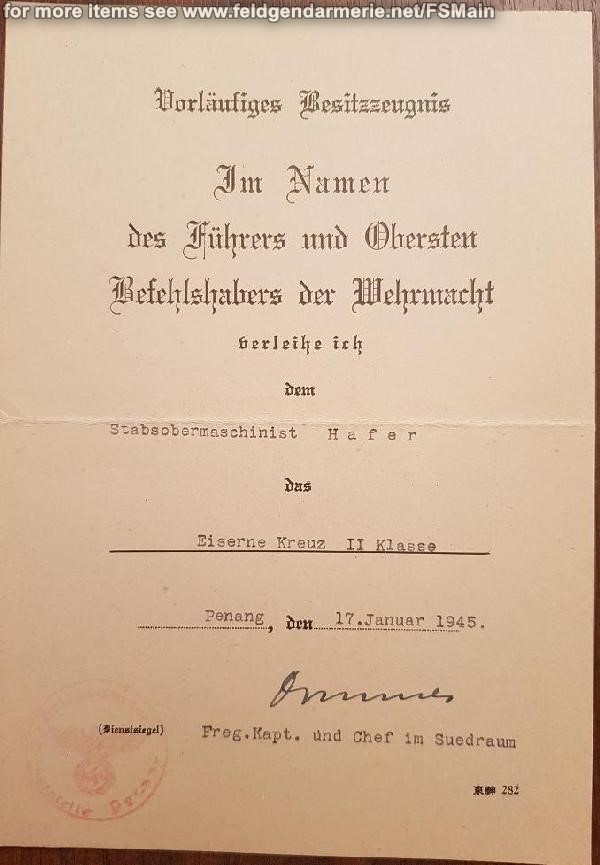 for more items see www.feldgendarmerie.net/FSMain
Vorläufiges Besitzzeugnis
Im Namen
des Führers und Obersten
Befehlshabers der Wehrmacht
verleihe ich
dem
Stabsobermaschinist Hafer
das
Eiserne Kreuz II Klasse
Penang, den 17.Januar 1945.
(Dienstsiegel)
Freg.Kapt. und Chef im Suedraum
282